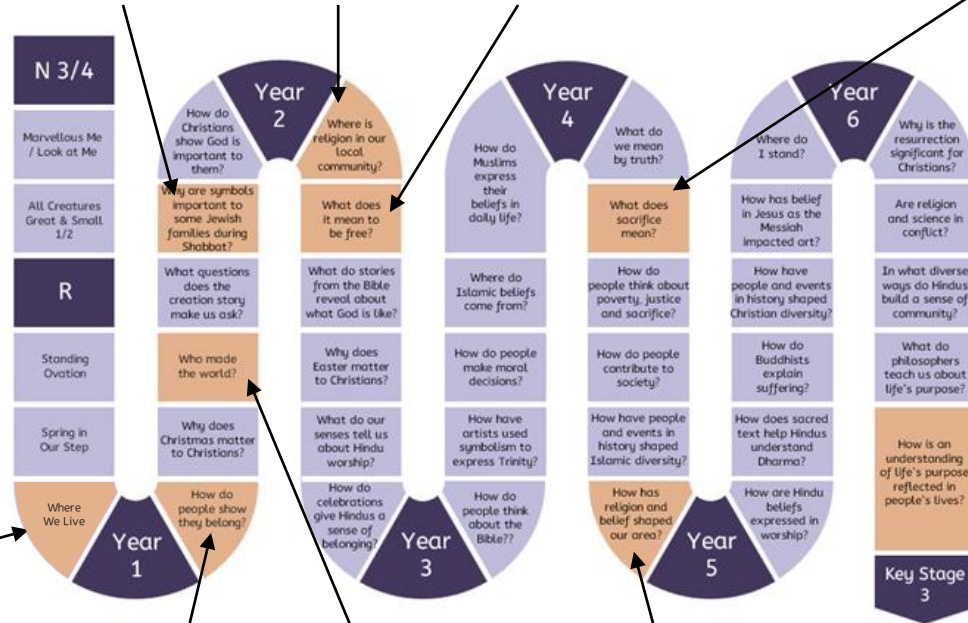 N 3/4
Marvellous Me
/ Look at Me
All Creatures
Great & Small
1/2
R
Standing
Ovation
Spring in
Our Step
Where
We Live
Year
1
How do
people show
they belong?
Why does
Christmas matter
to Christians?
Who made
the world?
What questions
does the
creation story
make us ask?
Why are symbols
important to
some Jewish
families during
Shabbat?
How do
Christians
show God is
important to
them?
Year
2
Where is
religion in our
local
community?
What does
it mean to
be free?
What do stories
from the Bible
reveal about
what God is like?
Why does
Easter matter
to Christians?
What do our
senses tell us
about Hindu
worship?
How do
celebrations
give Hindus a
sense of
belonging?
Year
3
How do
people think
about the
Bible??
How have
artists used
symbolism to
express Trinity?
How do people
make moral
decisions?
Where do
Islamic beliefs
come from?
How do
Muslims
express
their
beliefs in
daily life?
Year
4
What do
we mean
by truth?
What does
sacrifice
mean?
How do
people think about
poverty, justice
and sacrifice?
How do people
contribute to
society?
How have people
and events in
history shaped
Islamic diversity?
How has
religion and
belief shaped
our area?
Year
5
How are Hindu
beliefs
expressed in
worship?
How does sacred
text help Hindus
understand
Dharma?
How do
Buddhists
explain
suffering?
How have
people and events
in history shaped
Christian diversity?
How has belief
in Jesus as the
Messiah
impacted art?
Where do
I stand?
Year
6
Why is the
resurrection
significant for
Christians?
Are religion
and science in
conflict?
In what diverse
ways do Hindus
build a sense of
community?
What do
philosophers
teach us about
life's purpose?
How is an
understanding
of life's purpose
reflected in
people's lives?
Key Stage
3